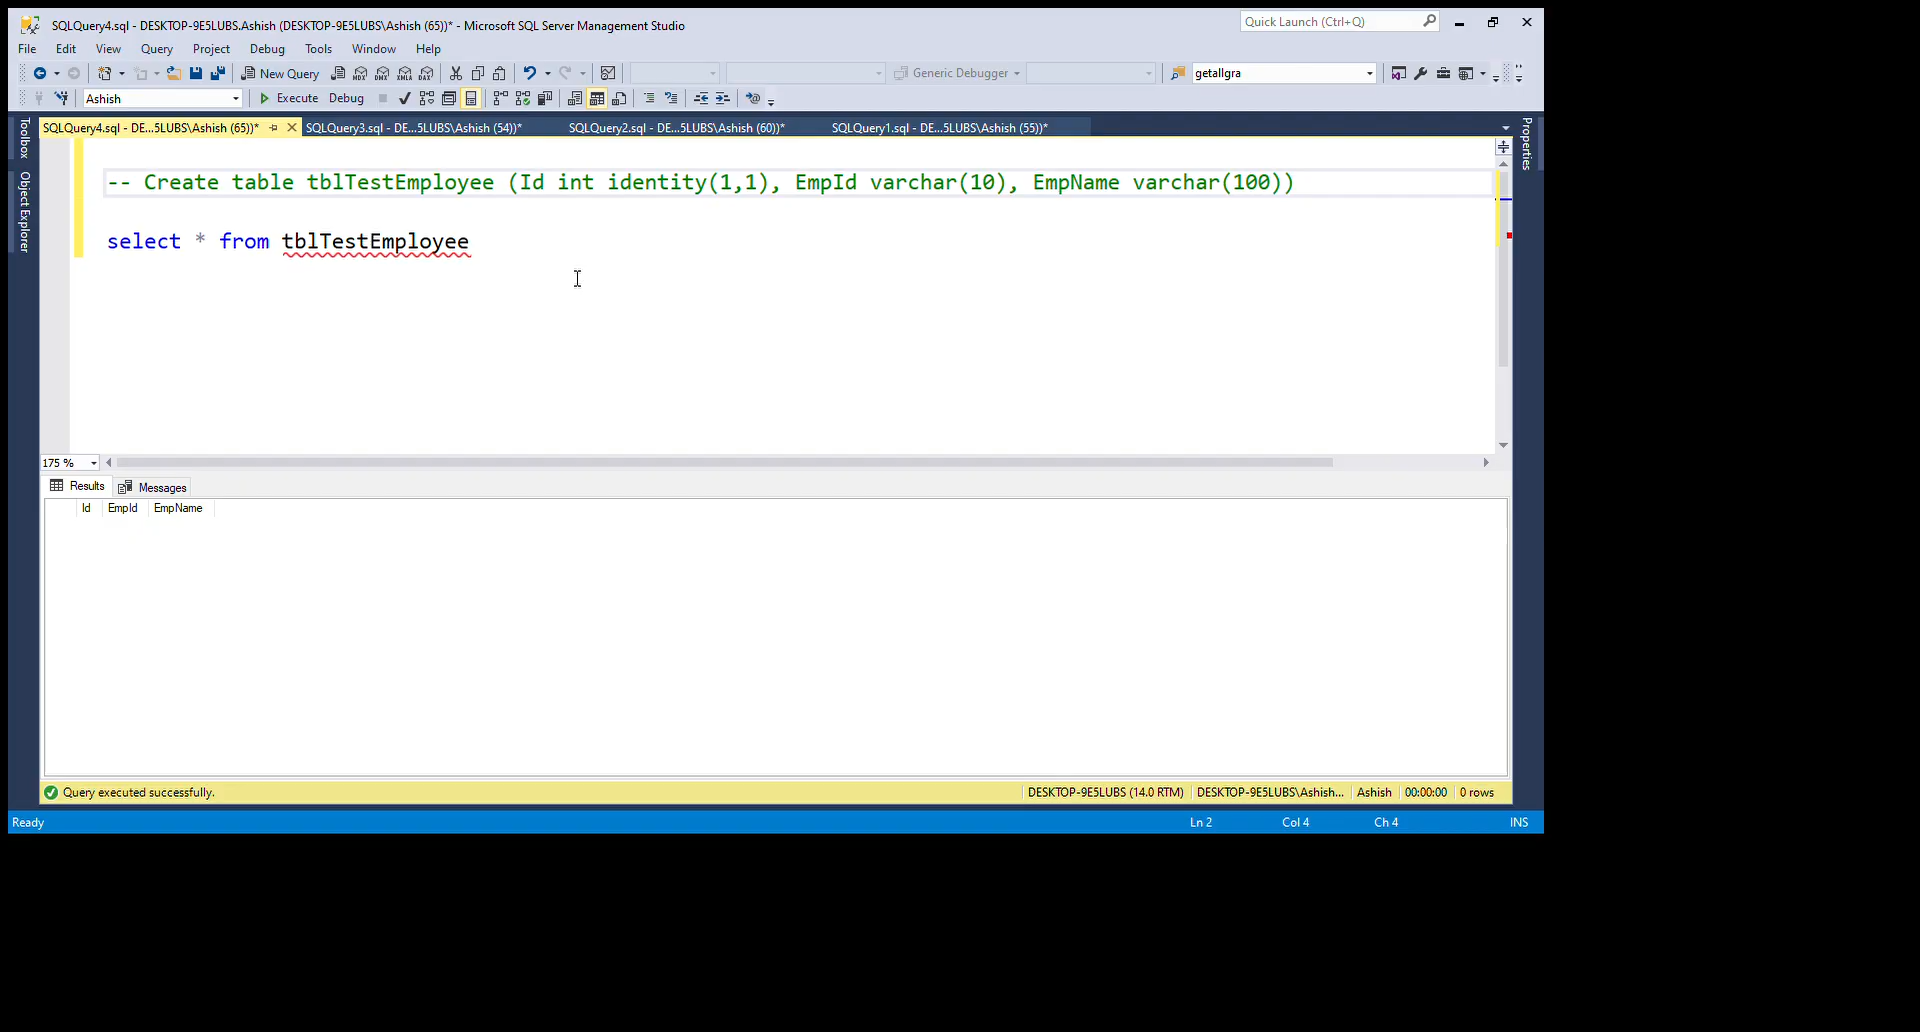 SQLQuery4.sql - DESKTOP-9E5LUBS.Ashish (DESKTOP-9E5LUBS\Ashish (65))* - Microsoft SQL Server Management Studio
Quick Launch (Ctrl+Q)
File Edit View Query Project Debug Tools Window Help
New Query MDX DMX XMLA DAX Generic Debugger getallgra
Ashish Execute Debug
SQLQuery4.sql - DE...5LUBS\Ashish (65))* SQLQuery3.sql - DE...5LUBS\Ashish (54))* SQLQuery2.sql - DE...5LUBS\Ashish (60))* SQLQuery1.sql - DE...5LUBS\Ashish (55))*
Toolbox
Object Explorer
Properties
-- Create table tblTestEmployee (Id int identity(1,1), EmpId varchar(10), EmpName varchar(100))
select * from tblTestEmployee
175 %
Results Messages
Id EmpId EmpName
Query executed successfully. DESKTOP-9E5LUBS (14.0 RTM) DESKTOP-9E5LUBS\Ashish... Ashish 00:00:00 0 rows
Ready Ln 2 Col 4 Ch 4 INS